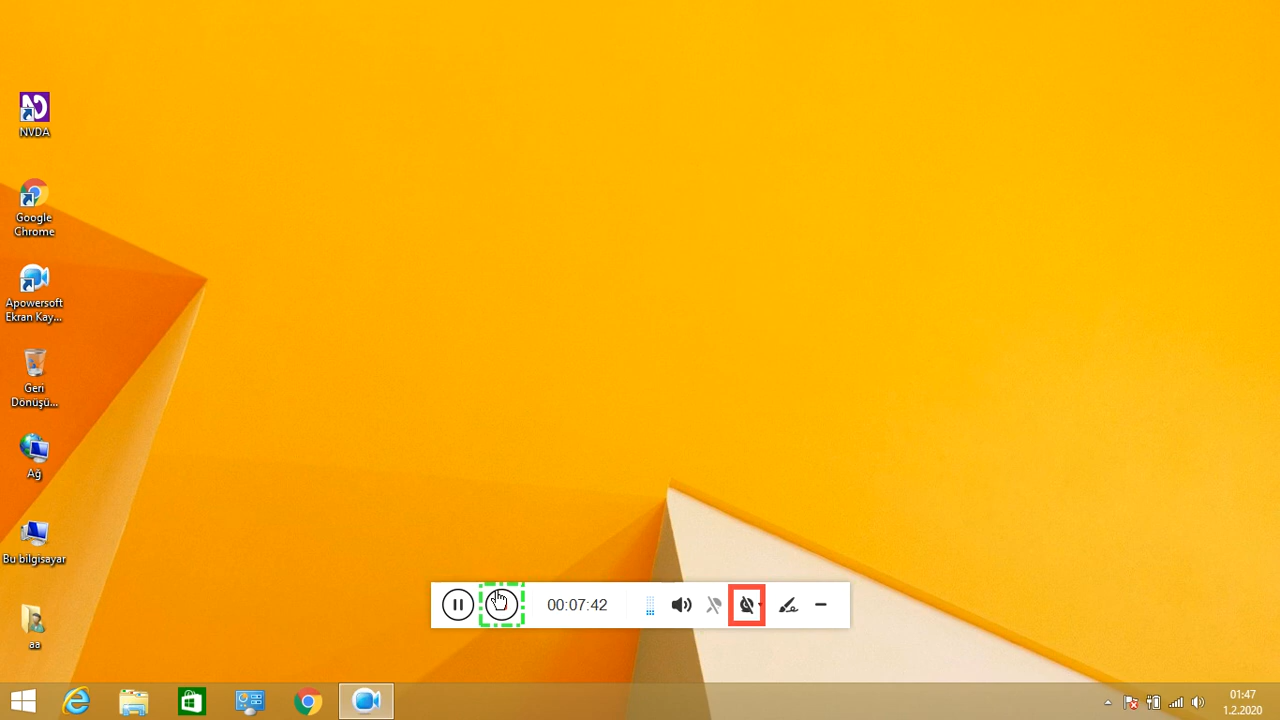 NVDA
Google
Chrome
Apowersoft
Ekran Kay...
Geri
Dönüşü...
Ağ
Bu bilgisayar
aa
00:07:42
01:47
1.2.2020